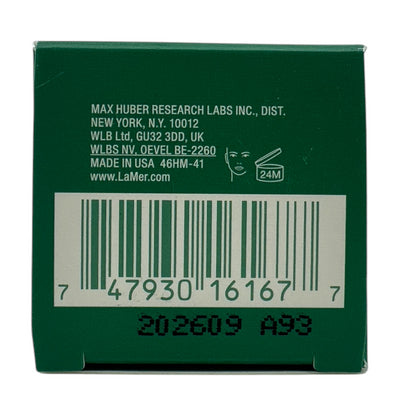 MAX HUBER RESEARCH LABS INC., DIST.
NEW YORK, N.Y. 10012
WLB Ltd, GU32 3DD, UK
WLBS NV, OEVEL BE-2260
MADE IN USA 46HM-41
www.LaMer.com
24M
7 47930 16167 7
202609 A93